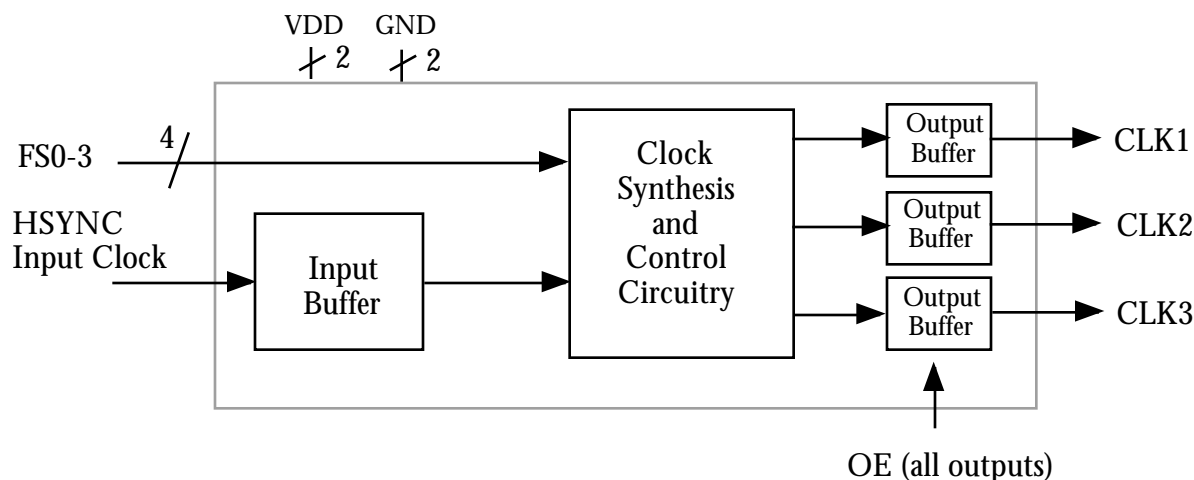 VDD GND
2 2
4
FS0-3
HSYNC
Input Clock
Input
Buffer
Clock
Synthesis
and
Control
Circuitry
Output
Buffer
CLK1
Output
Buffer
CLK2
Output
Buffer
CLK3
OE (all outputs)